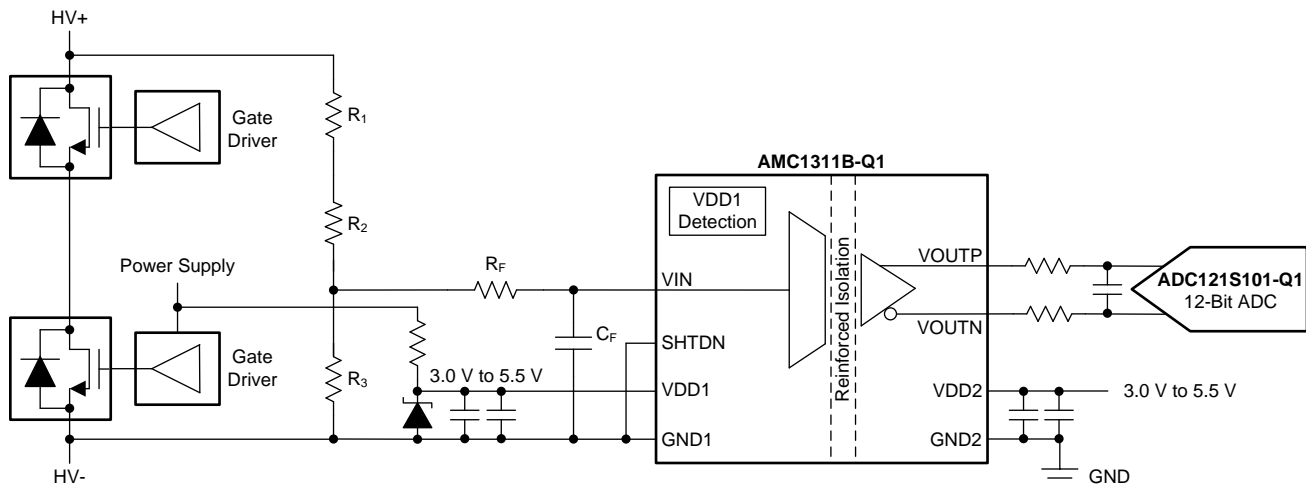 HV+
Gate
Driver
R1
R2
Power Supply
RF
CF
Gate
Driver
R3
3.0 V to 5.5 V
HV-
AMC1311B-Q1
VDD1
Detection
Reinforced Isolation
VIN
SHTDN
VDD1
GND1
VOUTP
VOUTN
VDD2
GND2
ADC121S101-Q1
12-Bit ADC
3.0 V to 5.5 V
GND